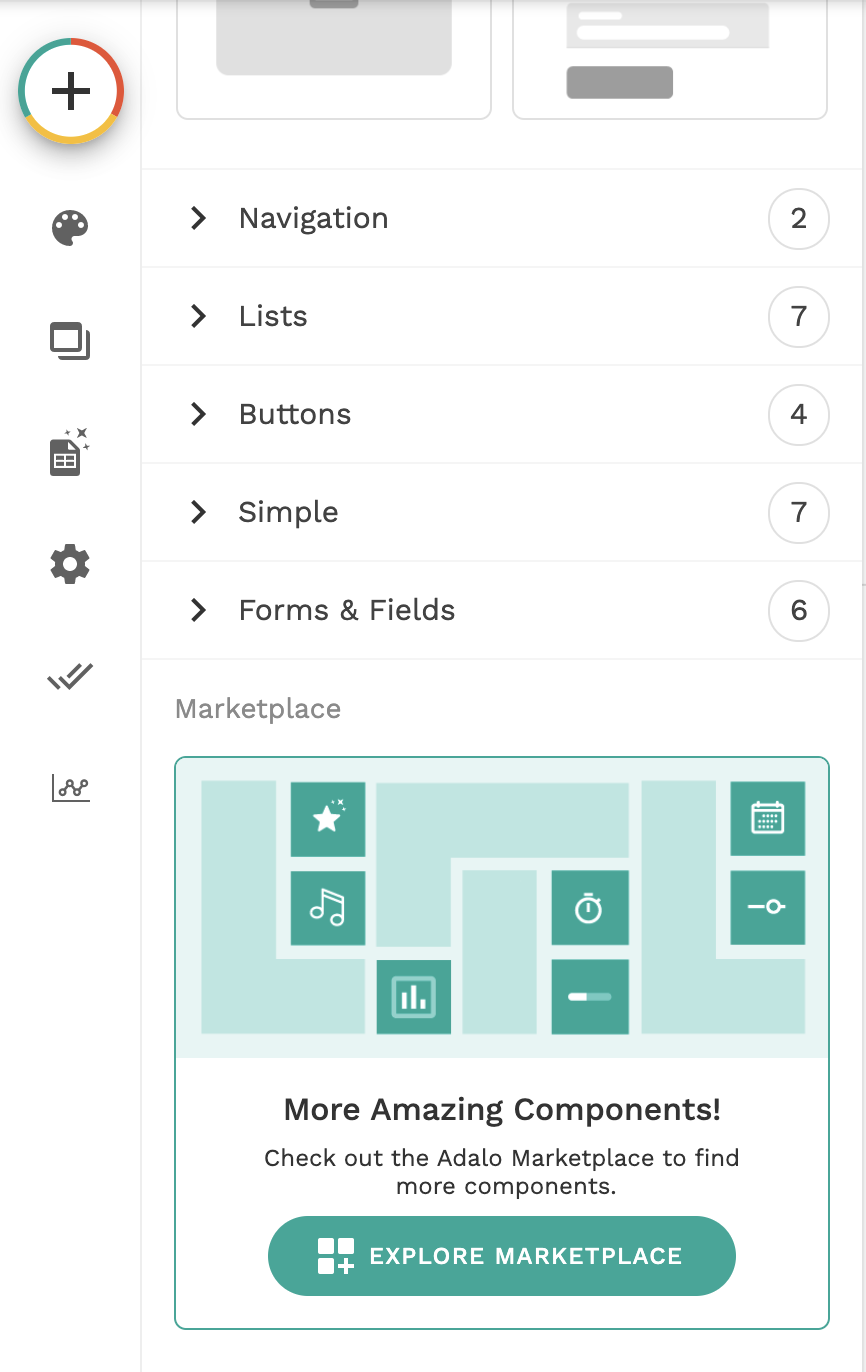 Navigation
2
Lists
7
Buttons
4
Simple
7
Forms & Fields
6
Marketplace
More Amazing Components!
Check out the Adalo Marketplace to find
more components.
EXPLORE MARKETPLACE